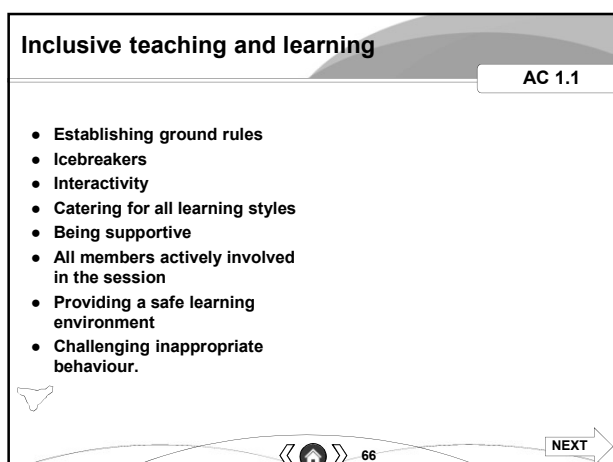 Inclusive teaching and learning
AC 1.1
● Establishing ground rules
● Icebreakers
● Interactivity
● Catering for all learning styles
● Being supportive
● All members actively involved
in the session
● Providing a safe learning
environment
● Challenging inappropriate
behaviour.
66
NEXT